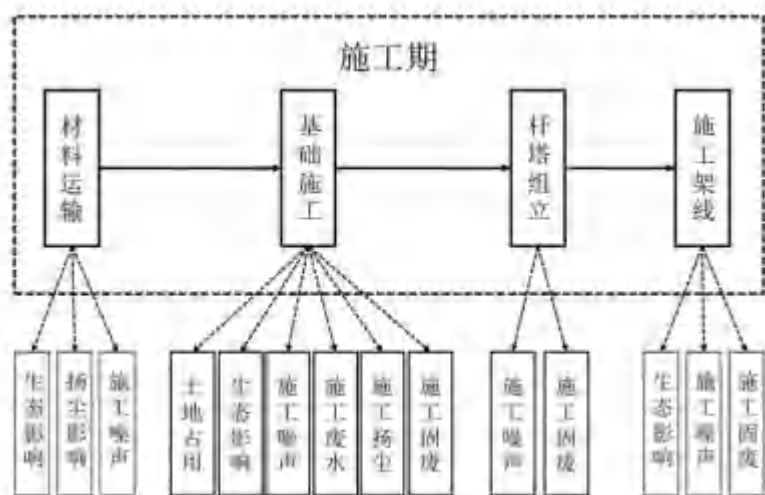 施工期
材料运输
基础施工
杆塔组立
施工架线
生态影响
扬尘影响
施工噪声
土地占用
生态影响
施工噪声
施工废水
施工扬尘
施工固废
施工噪声
施工固废
生态影响
施工噪声
施工固废